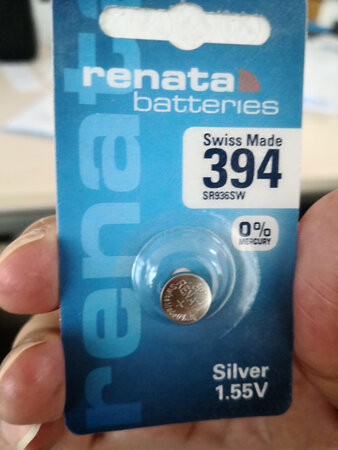 renata
batteries
Swiss Made
394
SR936SW
0%
MERCURY
Silver
1.55V
renata